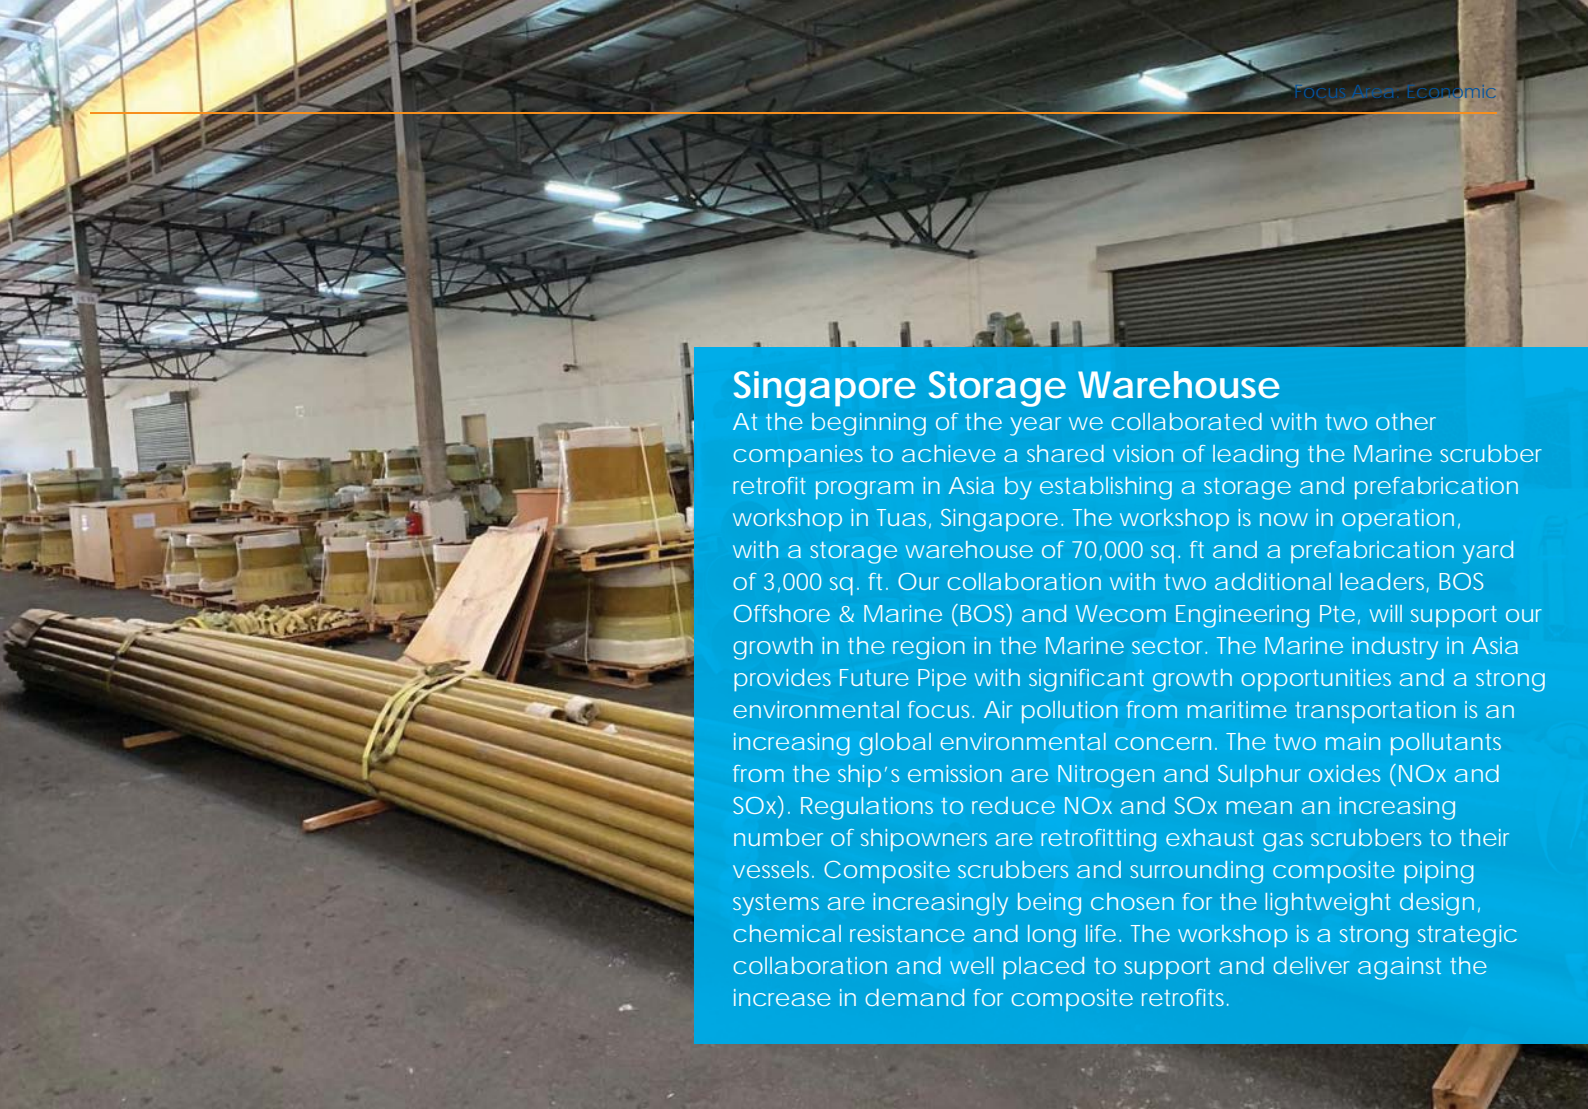 Focus Area: Economic
Singapore Storage Warehouse
At the beginning of the year we collaborated with two other
companies to achieve a shared vision of leading the Marine scrubber
retrofit program in Asia by establishing a storage and prefabrication
workshop in Tuas, Singapore. The workshop is now in operation,
with a storage warehouse of 70,000 sq. ft and a prefabrication yard
of 3,000 sq. ft. Our collaboration with two additional leaders, BOS
Offshore & Marine (BOS) and Wecom Engineering Pte, will support our
growth in the region in the Marine sector. The Marine industry in Asia
provides Future Pipe with significant growth opportunities and a strong
environmental focus. Air pollution from maritime transportation is an
increasing global environmental concern. The two main pollutants
from the ship's emission are Nitrogen and Sulphur oxides (NOx and
SOx). Regulations to reduce NOx and SOx mean an increasing
number of shipowners are retrofitting exhaust gas scrubbers to their
vessels. Composite scrubbers and surrounding composite piping
systems are increasingly being chosen for the lightweight design,
chemical resistance and long life. The workshop is a strong strategic
collaboration and well placed to support and deliver against the
increase in demand for composite retrofits.